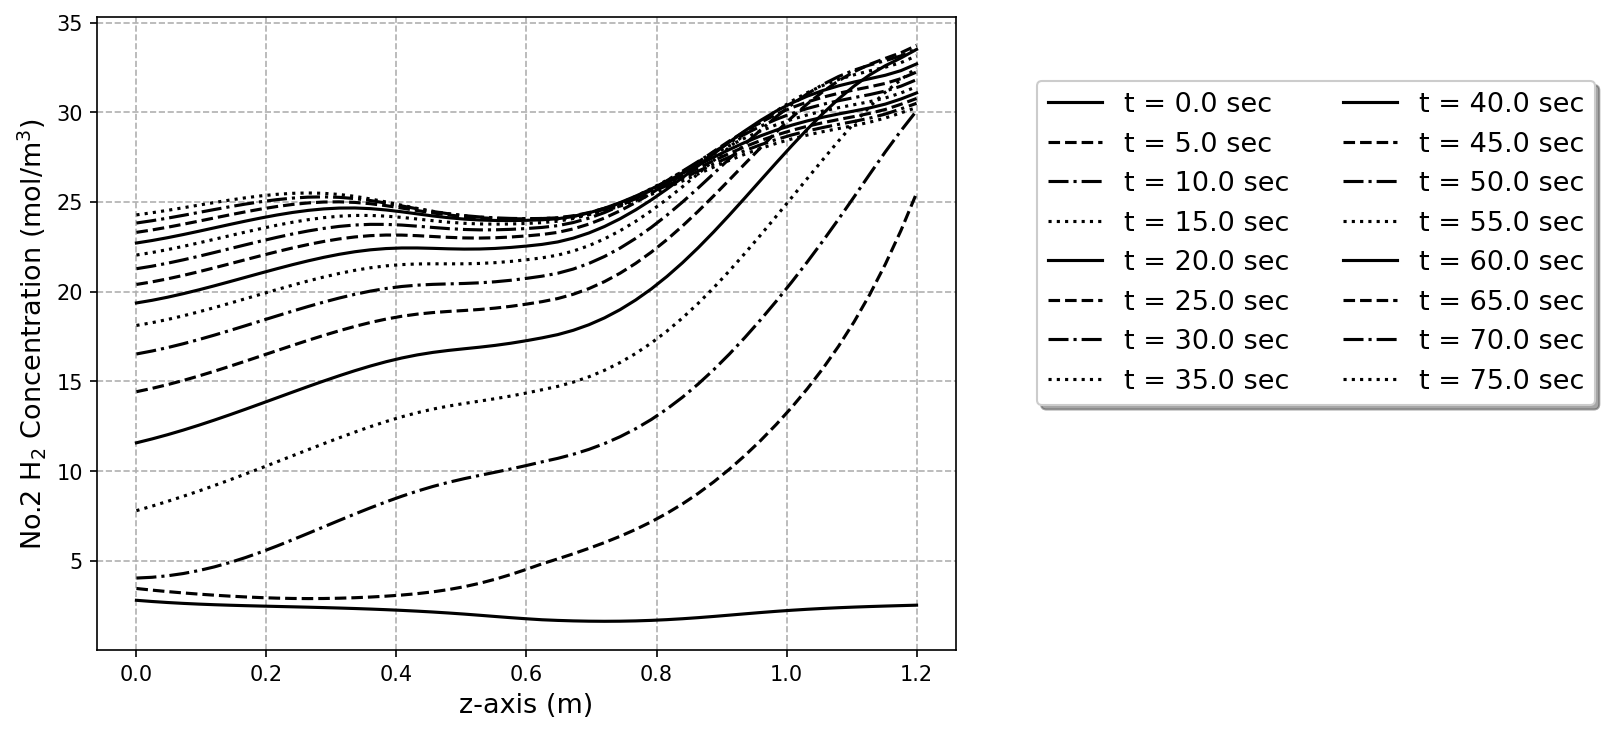 35
30
25
20
15
10
5
No.2 H₂ Concentration (mol/m³)
0.0 0.2 0.4 0.6 0.8 1.0 1.2
z-axis (m)
t = 0.0 sec
t = 5.0 sec
t = 10.0 sec
t = 15.0 sec
t = 20.0 sec
t = 25.0 sec
t = 30.0 sec
t = 35.0 sec
t = 40.0 sec
t = 45.0 sec
t = 50.0 sec
t = 55.0 sec
t = 60.0 sec
t = 65.0 sec
t = 70.0 sec
t = 75.0 sec